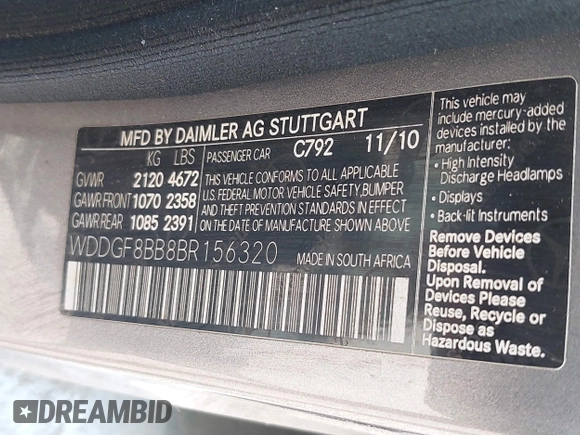 MFD BY DAIMLER AG STUTTGART
KG LBS
GVWR 2120 4672
GAWR FRONT 1070 2358
GAWR REAR 1085 2391
PASSENGER CAR C792 11/10
THIS VEHICLE CONFORMS TO ALL APPLICABLE
U.S. FEDERAL MOTOR VEHICLE SAFETY, BUMPER
AND THEFT PREVENTION STANDARDS IN EFFECT
ON THE DATE OF MANUFACTURE SHOWN ABOVE
WDDGF8BB8BR156320 MADE IN SOUTH AFRICA
This vehicle may
include mercury-added
devices installed by the
manufacturer:
• High Intensity
Discharge Headlamps
• Displays
• Back-lit Instruments
Remove Devices
Before Vehicle
Disposal.
Upon Removal of
Devices Please
Reuse, Recycle or
Dispose as
Hazardous Waste.
DREAMBID